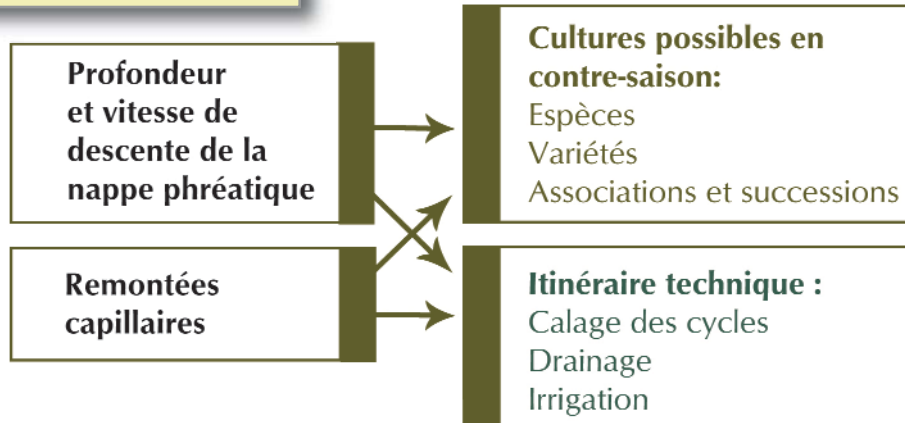 Profondeur
et vitesse de
descente de la
nappe phréatique
Remontées
capillaires
Cultures possibles en
contre-saison:
Espèces
Variétés
Associations et successions
Itinéraire technique :
Calage des cycles
Drainage
Irrigation